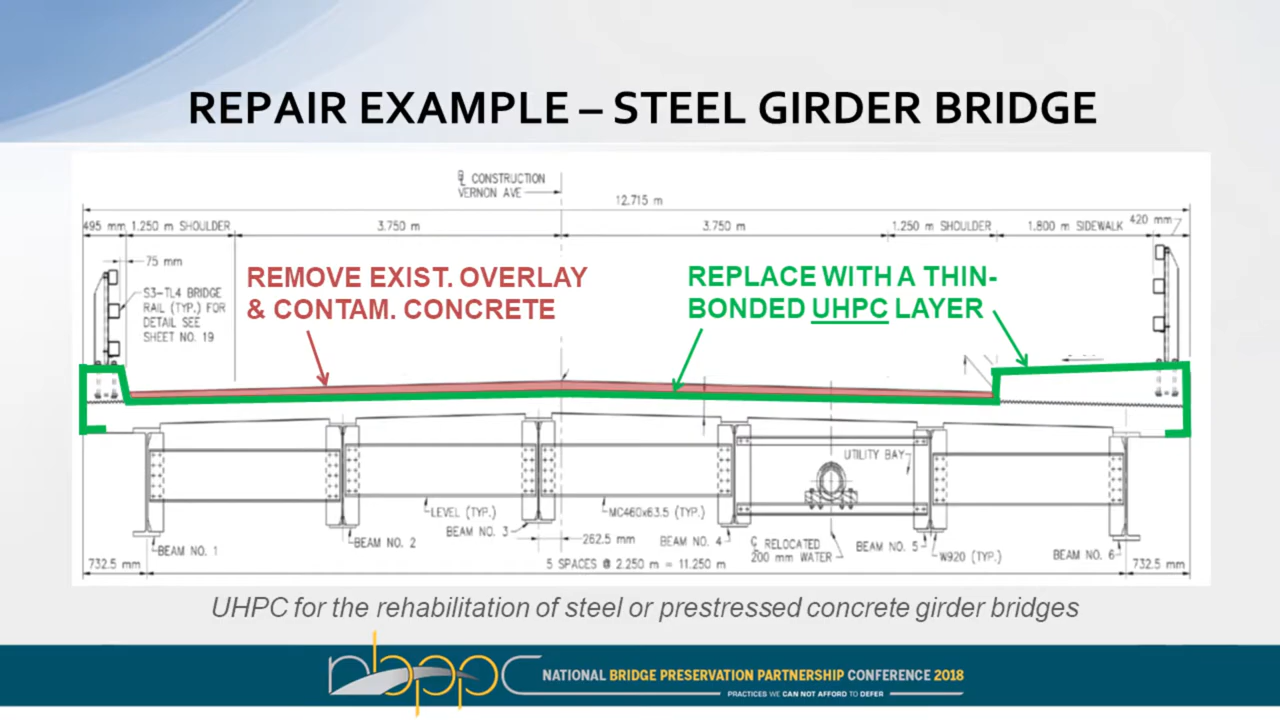 REPAIR EXAMPLE – STEEL GIRDER BRIDGE
℄ CONSTRUCTION
VERNON AVE
12.715 m
495 mm 1.250 m SHOULDER 3.750 m 3.750 m 1.250 m SHOULDER 1.800 m SIDEWALK 420 mm
75 mm
S3-TL4 BRIDGE
RAIL (TYP.) FOR
DETAIL SEE
SHEET NO. 19
REMOVE EXIST. OVERLAY
& CONTAM. CONCRETE
REPLACE WITH A THIN-
BONDED UHPC LAYER
UTILITY BAY
LEVEL (TYP.)
MC460x63.5 (TYP.)
BEAM NO. 1
BEAM NO. 2
BEAM NO. 3
262.5 mm
BEAM NO. 4
℄ RELOCATED
200 mm WATER
BEAM NO. 5
W920 (TYP.)
BEAM NO. 6
732.5 mm 5 SPACES @ 2.250 m = 11.250 m 732.5 mm
UHPC for the rehabilitation of steel or prestressed concrete girder bridges
nbppc NATIONAL BRIDGE PRESERVATION PARTNERSHIP CONFERENCE 2018
PRACTICES WE CAN NOT AFFORD TO DEFER